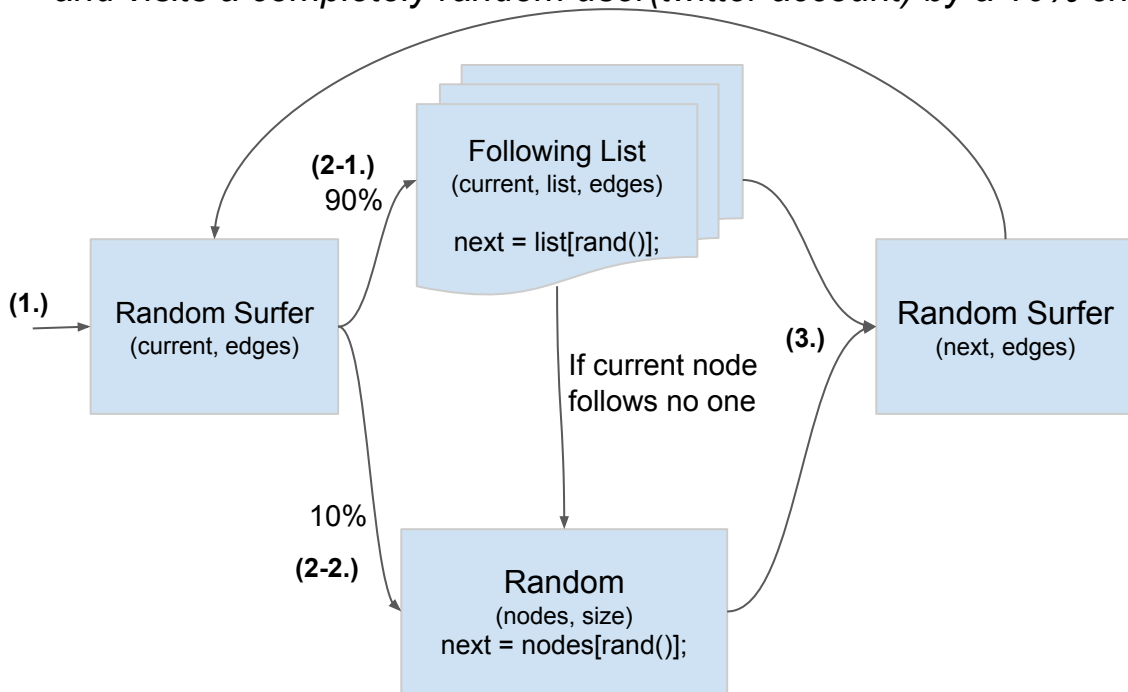 and visits a completely random user(twitter account) by a 10%
Following List
(current, list, edges)
next = list[rand()];
(2-1.)
90%
(1.)
Random Surfer
(current, edges)
If current node
follows no one
(3.)
Random Surfer
(next, edges)
10%
(2-2.)
Random
(nodes, size)
next = nodes[rand()];